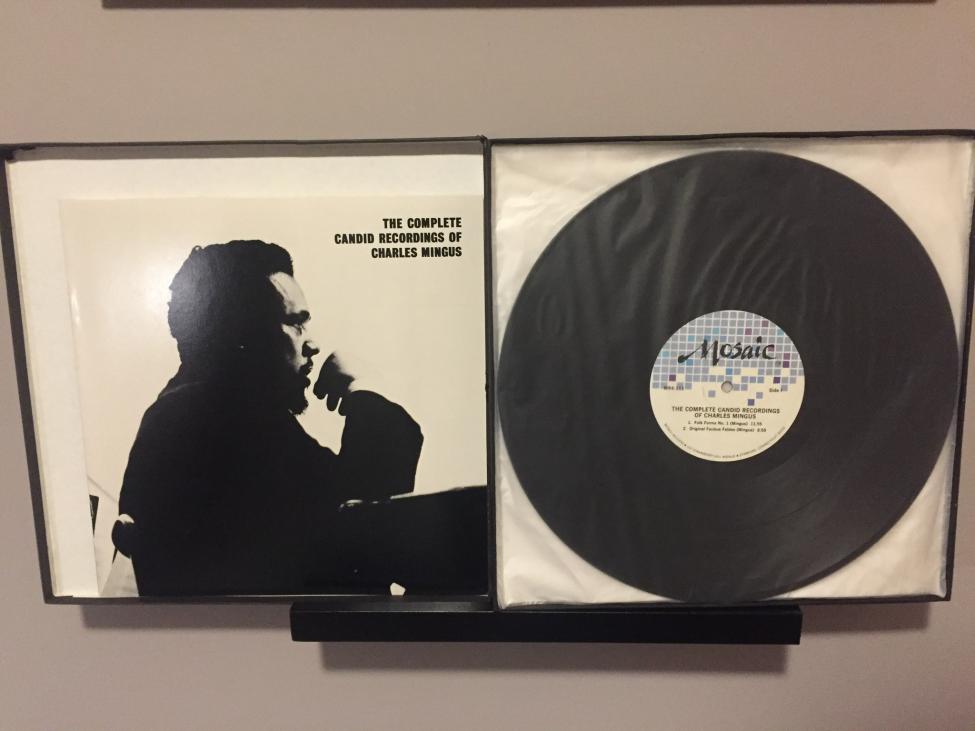 THE COMPLETE
CANDID RECORDINGS OF
CHARLES MINGUS
Mosaic
Side
THE COMPLETE CANDID RECORDINGS
OF CHARLES MINGUS
1. Folk Forms No. 1 (Mingus)
2. Original Faubus Fables (Mingus)